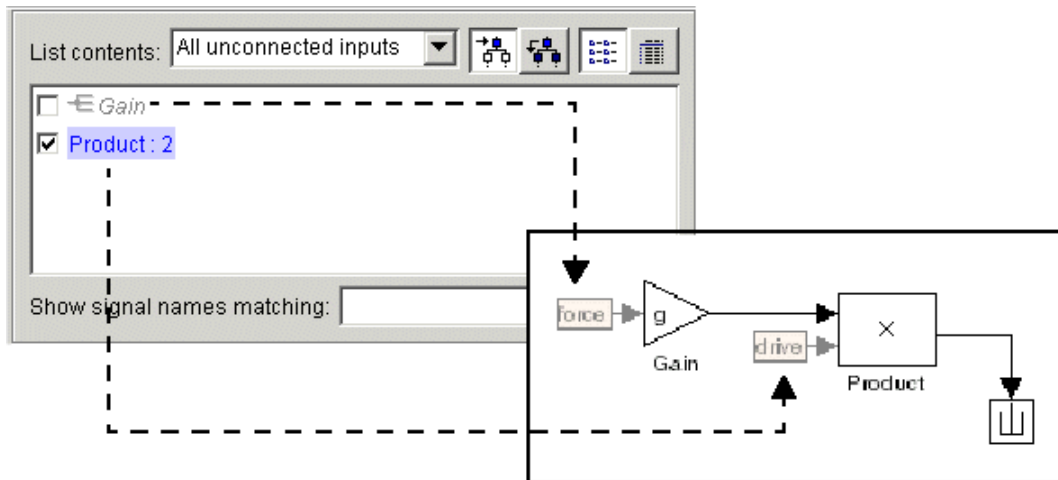 List contents: All unconnected inputs
Gain
Product : 2
Show signal names matching:
force
g
Gain
drive
×
Product